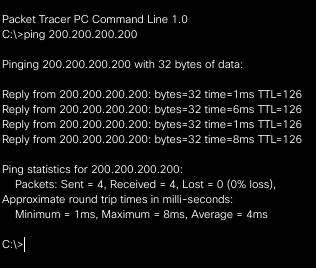 Packet Tracer PC Command Line 1.0
C:\>ping 200.200.200.200
Pinging 200.200.200.200 with 32 bytes of data:
Reply from 200.200.200.200: bytes=32 time=1ms TTL=126
Reply from 200.200.200.200: bytes=32 time=6ms TTL=126
Reply from 200.200.200.200: bytes=32 time=1ms TTL=126
Reply from 200.200.200.200: bytes=32 time=8ms TTL=126
Ping statistics for 200.200.200.200:
Packets: Sent = 4, Received = 4, Lost = 0 (0% loss),
Approximate round trip times in milli-seconds:
Minimum = 1ms, Maximum = 8ms, Average = 4ms
C:\>